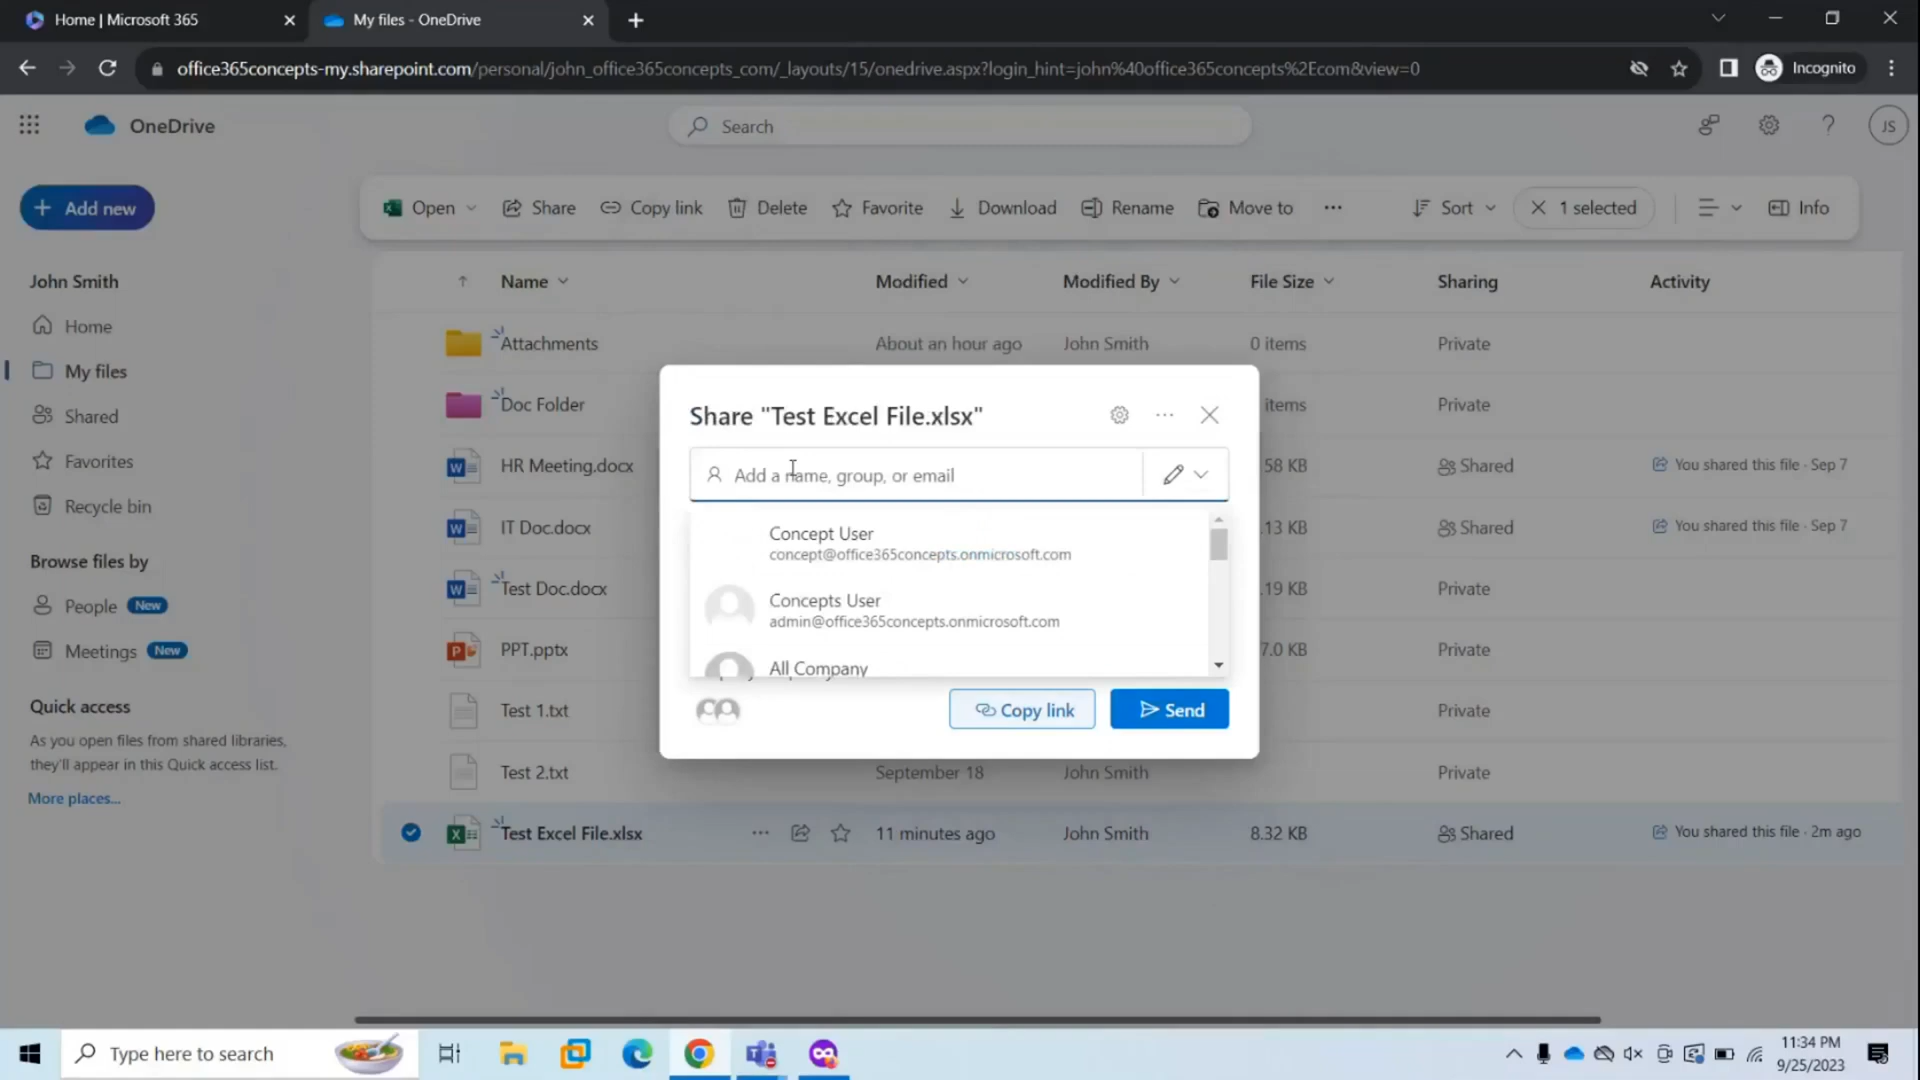 Home | Microsoft 365
My files - OneDrive
office365concepts-my.sharepoint.com/personal/john_office365concepts_com/_layouts/15/onedrive.aspx?login_hint=john%40office365concepts%2Ecom&view=0
Incognito
OneDrive
Search
JS
Add new
Open
Share
Copy link
Delete
Favorite
Download
Rename
Move to
Sort
1 selected
Info
John Smith
Home
My files
Shared
Favorites
Recycle bin
Browse files by
People New
Meetings New
Quick access
As you open files from shared libraries,
they'll appear in this Quick access list.
More places...
Name Modified Modified By File Size Sharing Activity
Attachments About an hour ago John Smith 0 items Private
Doc Folder items Private
HR Meeting.docx 58 KB Shared You shared this file · Sep 7
IT Doc.docx .13 KB Shared You shared this file · Sep 7
Test Doc.docx .19 KB Private
PPT.pptx 7.0 KB Private
Test 1.txt Private
Test 2.txt September 18 John Smith Private
Test Excel File.xlsx 11 minutes ago John Smith 8.32 KB Shared You shared this file · 2m ago
Share "Test Excel File.xlsx"
Add a name, group, or email
Concept User
concept@office365concepts.onmicrosoft.com
Concepts User
admin@office365concepts.onmicrosoft.com
All Company
Copy link
Send
Type here to search
11:34 PM
9/25/2023